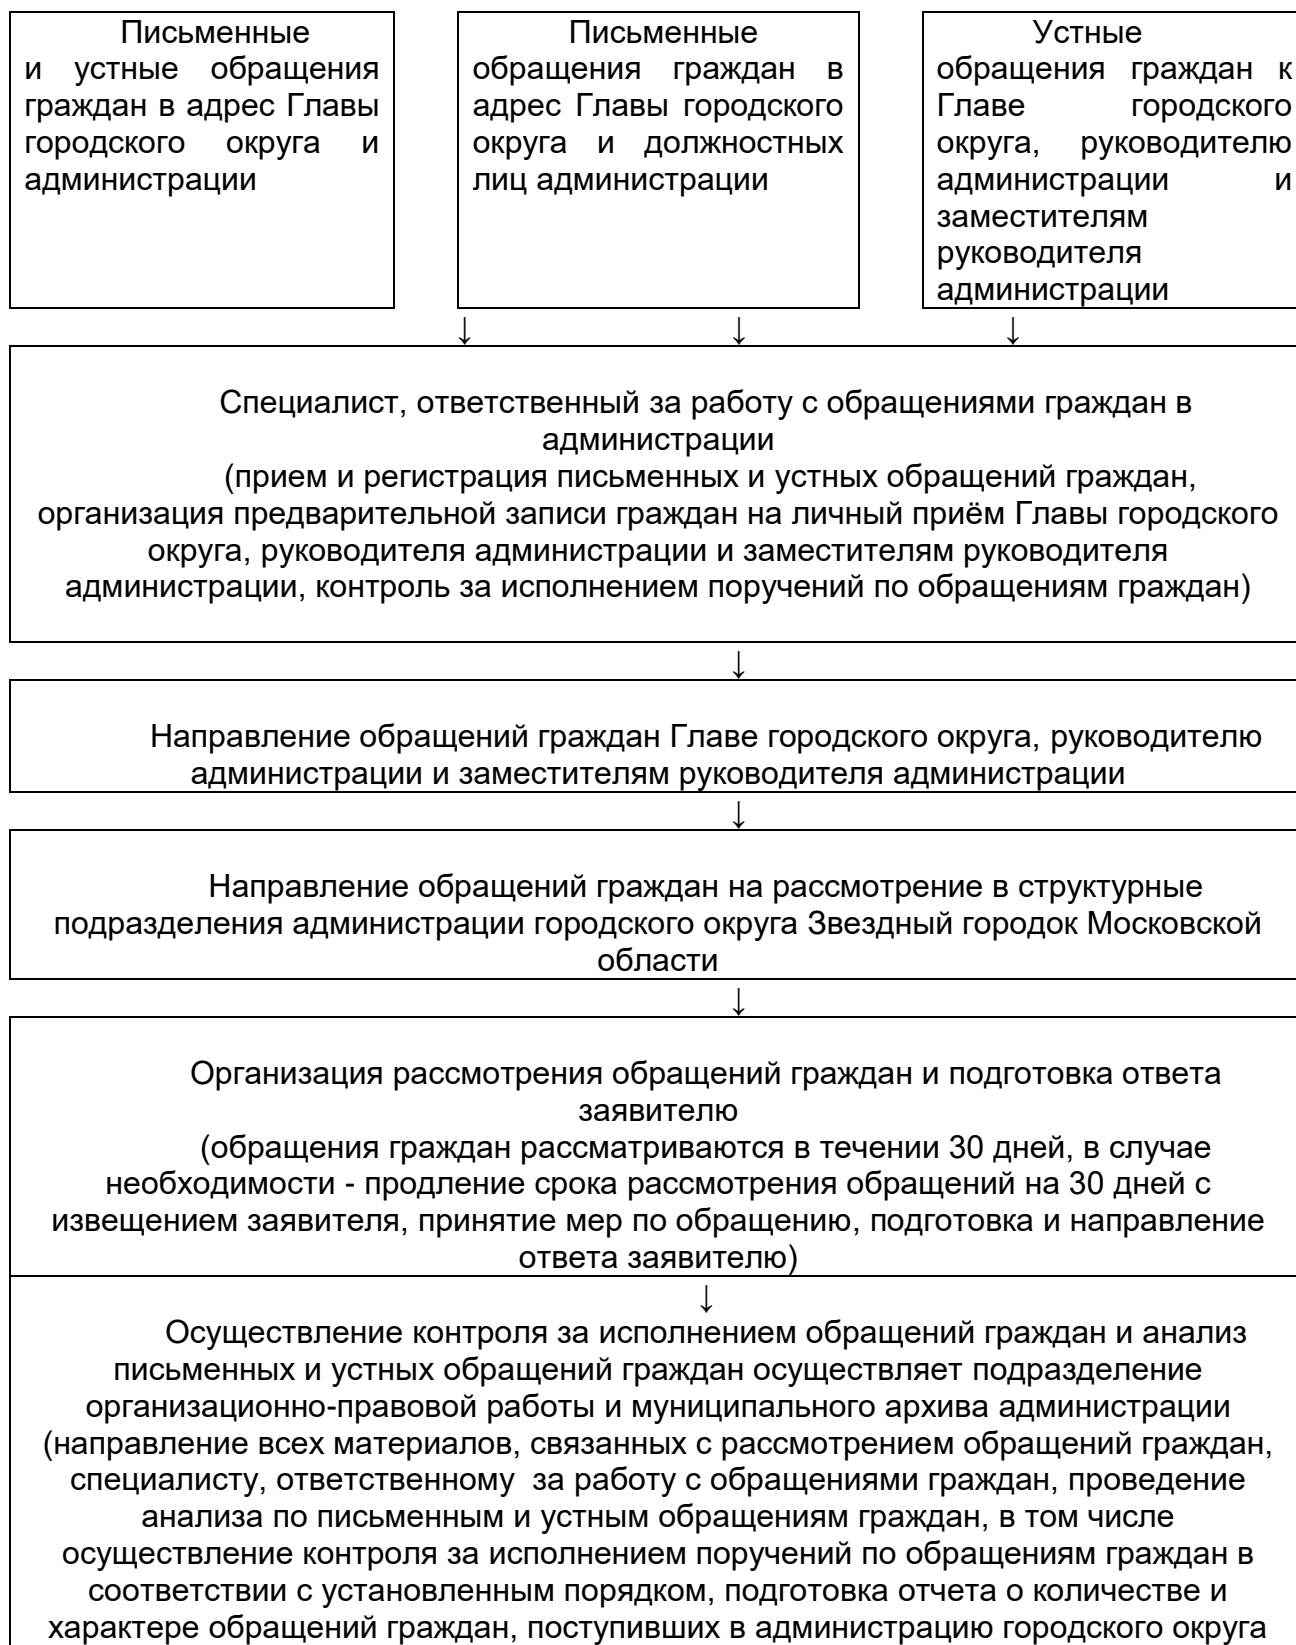 Письменные
и устные обращения
граждан в адрес Главы
городского округа и
администрации
Письменные
обращения граждан в
адрес Главы городского
округа и должностных
лиц администрации
Устные
обращения граждан к
Главе городского
округа, руководителю
администрации и
заместителям
руководителя
администрации
↓ ↓ ↓
Специалист, ответственный за работу с обращениями граждан в
администрации
(прием и регистрация письменных и устных обращений граждан,
организация предварительной записи граждан на личный приём Главы городского
округа, руководителя администрации и заместителям руководителя
администрации, контроль за исполнением поручений по обращениям граждан)
↓
Направление обращений граждан Главе городского округа, руководителю
администрации и заместителям руководителя администрации
↓
Направление обращений граждан на рассмотрение в структурные
подразделения администрации городского округа Звездный городок Московской
области
↓
Организация рассмотрения обращений граждан и подготовка ответа
заявителю
(обращения граждан рассматриваются в течении 30 дней, в случае
необходимости - продление срока рассмотрения обращений на 30 дней с
извещением заявителя, принятие мер по обращению, подготовка и направление
ответа заявителю)
↓
Осуществление контроля за исполнением обращений граждан и анализ
письменных и устных обращений граждан осуществляет подразделение
организационно-правовой работы и муниципального архива администрации
(направление всех материалов, связанных с рассмотрением обращений граждан,
специалисту, ответственному  за работу с обращениями граждан, проведение
анализа по письменным и устным обращениям граждан, в том числе
осуществление контроля за исполнением поручений по обращениям граждан в
соответствии с установленным порядком, подготовка отчета о количестве и
характере обращений граждан, поступивших в администрацию городского округа